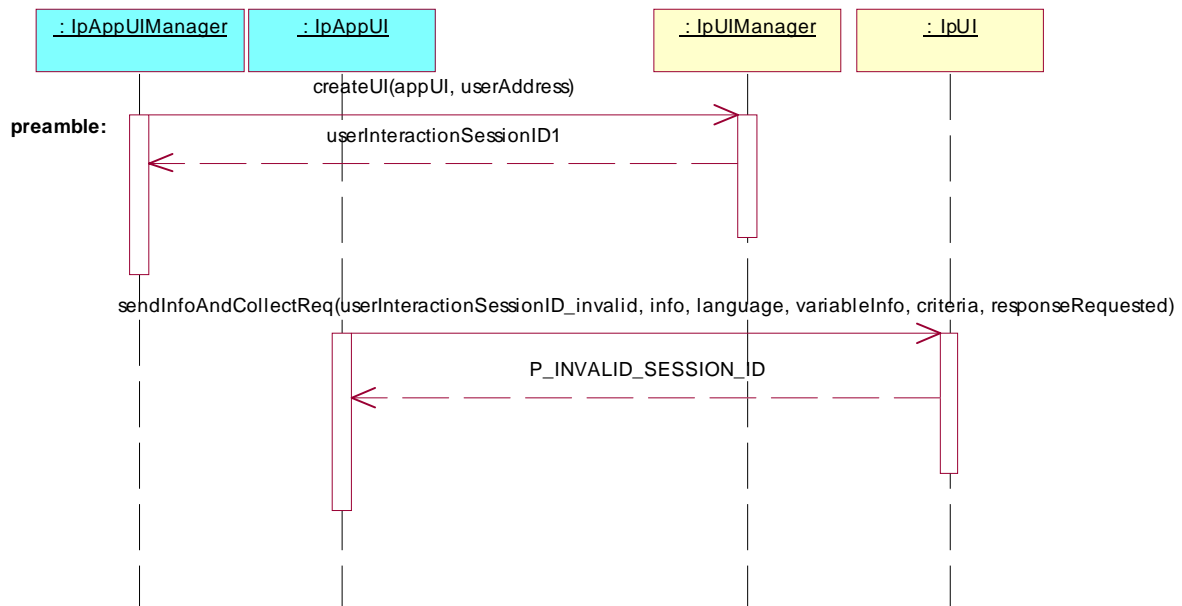 : IpAppUIManager
: IpAppUI
: IpUIManager
: IpUI
createUI(appUI, userAddress)
preamble:
userInteractionSessionID1
sendInfoAndCollectReq(userInteractionSessionID_invalid, info, language, variableInfo, criteria, responseRequested)
P_INVALID_SESSION_ID